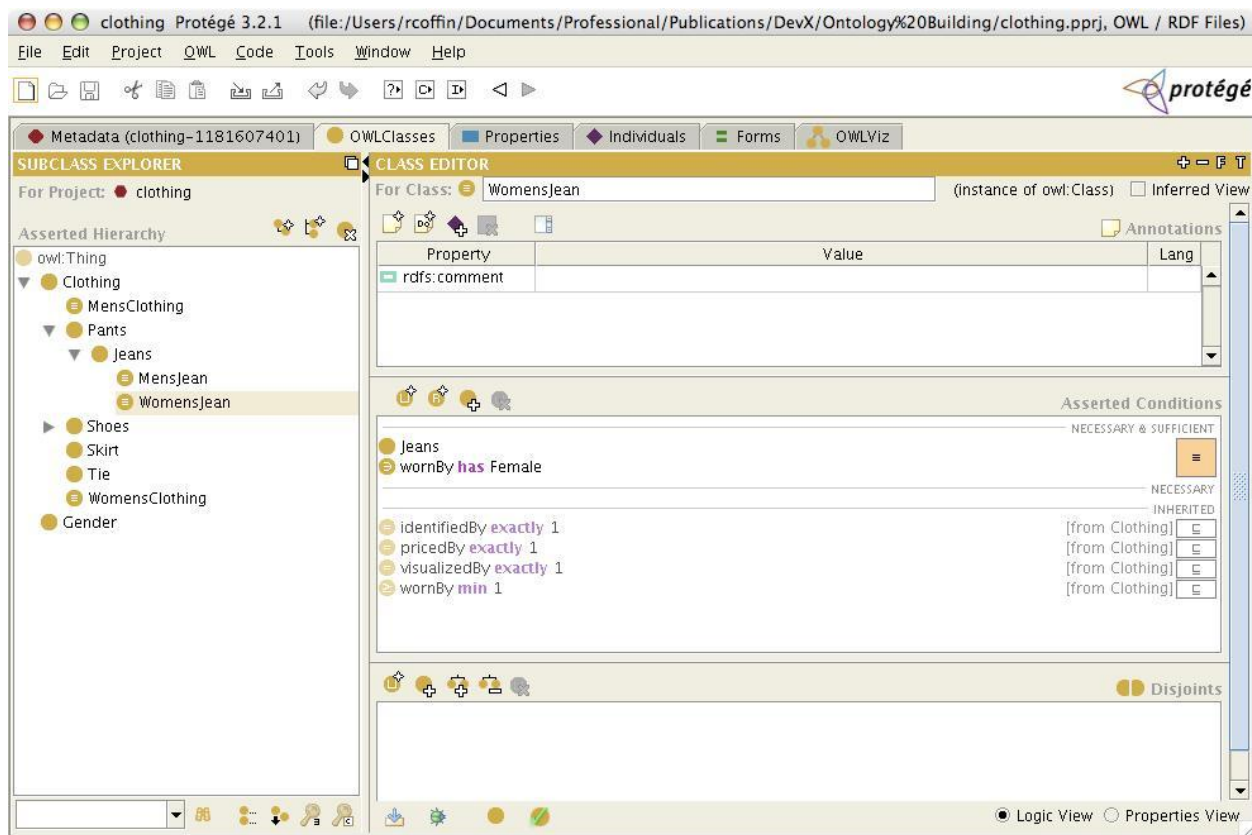 clothing Protégé 3.2.1 (file:/Users/rcoffin/Documents/Professional/Publications/DevX/Ontology%20Building/clothing.pprj, OWL / RDF Files)
File Edit Project OWL Code Tools Window Help
protégé
Metadata (clothing-1181607401) OWLClasses Properties Individuals Forms OWLViz
SUBCLASS EXPLORER
For Project: clothing
Asserted Hierarchy
owl:Thing
Clothing
MensClothing
Pants
Jeans
MensJean
WomensJean
Shoes
Skirt
Tie
WomensClothing
Gender
CLASS EDITOR
For Class: WomensJean (instance of owl:Class) Inferred View
Annotations
Property Value Lang
rdfs:comment
Asserted Conditions
NECESSARY & SUFFICIENT
Jeans
wornBy has Female
NECESSARY
INHERITED
identifiedBy exactly 1 [from Clothing]
pricedBy exactly 1 [from Clothing]
visualizedBy exactly 1 [from Clothing]
wornBy min 1 [from Clothing]
Disjoints
Logic View Properties View